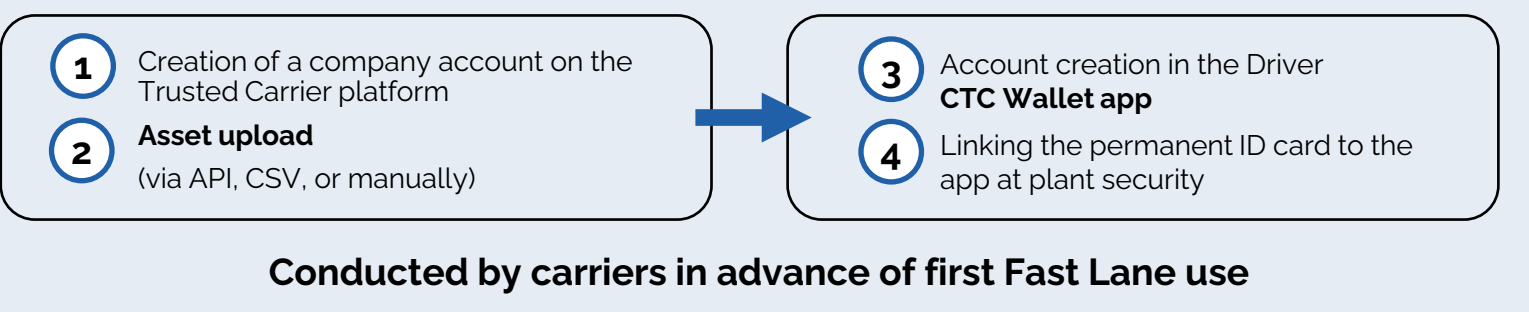 1
Creation of a company account on the
Trusted Carrier platform
2
Asset upload
(via API, CSV, or manually)
3
Account creation in the Driver
CTC Wallet app
4
Linking the permanent ID card to the
app at plant security
Conducted by carriers in advance of first Fast Lane use